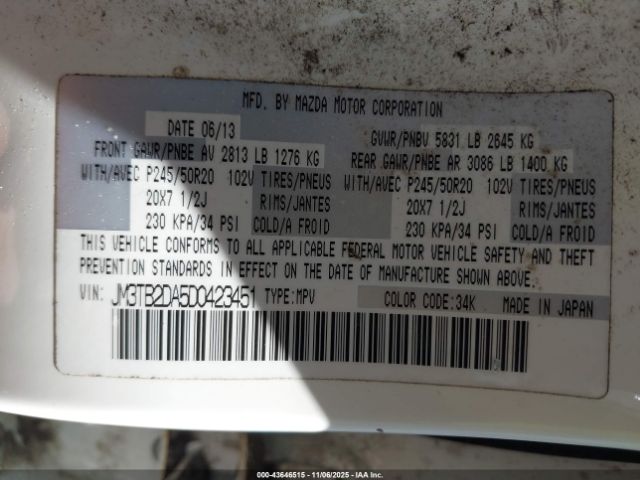 MFD. BY MAZDA MOTOR CORPORATION
DATE 06/13 GVWR/PNBV 5831 LB 2645 KG
FRONT GAWR/PNBE AV 2813 LB 1276 KG REAR GAWR/PNBE AR 3086 LB 1400 KG
WITH/AVEC P245/50R20 102V TIRES/PNEUS WITH/AVEC P245/50R20 102V TIRES/PNEUS
20X7 1/2J RIMS/JANTES 20X7 1/2J RIMS/JANTES
230 KPA/34 PSI COLD/A FROID 230 KPA/34 PSI COLD/A FROID
THIS VEHICLE CONFORMS TO ALL APPLICABLE FEDERAL MOTOR VEHICLE SAFETY AND THEFT
PREVENTION STANDARDS IN EFFECT ON THE DATE OF MANUFACTURE SHOWN ABOVE.
VIN: JM3TB2DA5D0423451 TYPE:MPV COLOR CODE:34K MADE IN JAPAN
000-43646515 - 11/06/2025 - IAAI.CA